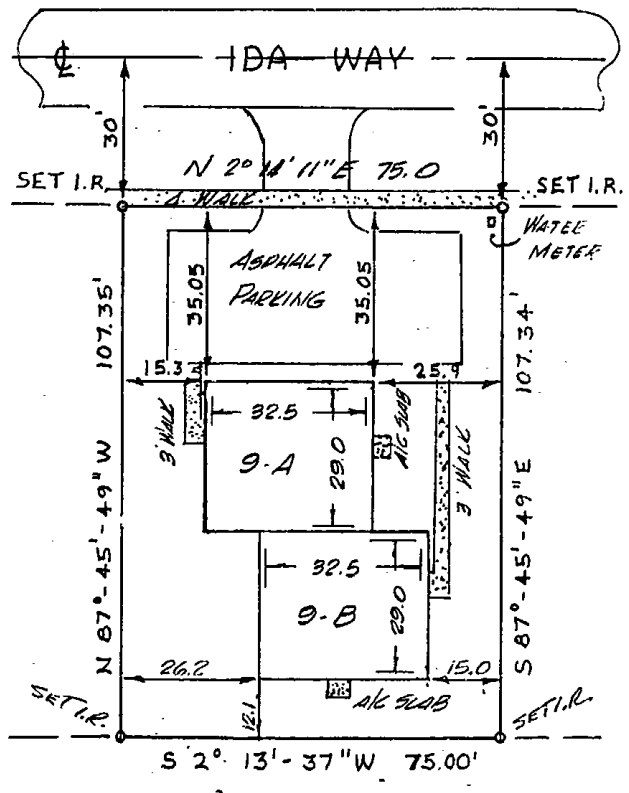 ℄ IDA WAY
30'
30'
N 2° 14' 11" E 75.0
SET I.R.
SET I.R.
4' WALK
WATER
METER
ASPHALT
PARKING
35.05
35.05
107.35'
107.34'
15.3
25.9
3' WALK
32.5
A/C SLAB
9-A
29.0
3' WALK
N 87°-45'-49" W
S 87°-45'-49" E
32.5
9-B
29.0
26.2
15.0
12.1
A/C SLAB
SET I.R.
SET I.R.
S 2° 13'-37" W 75.00'